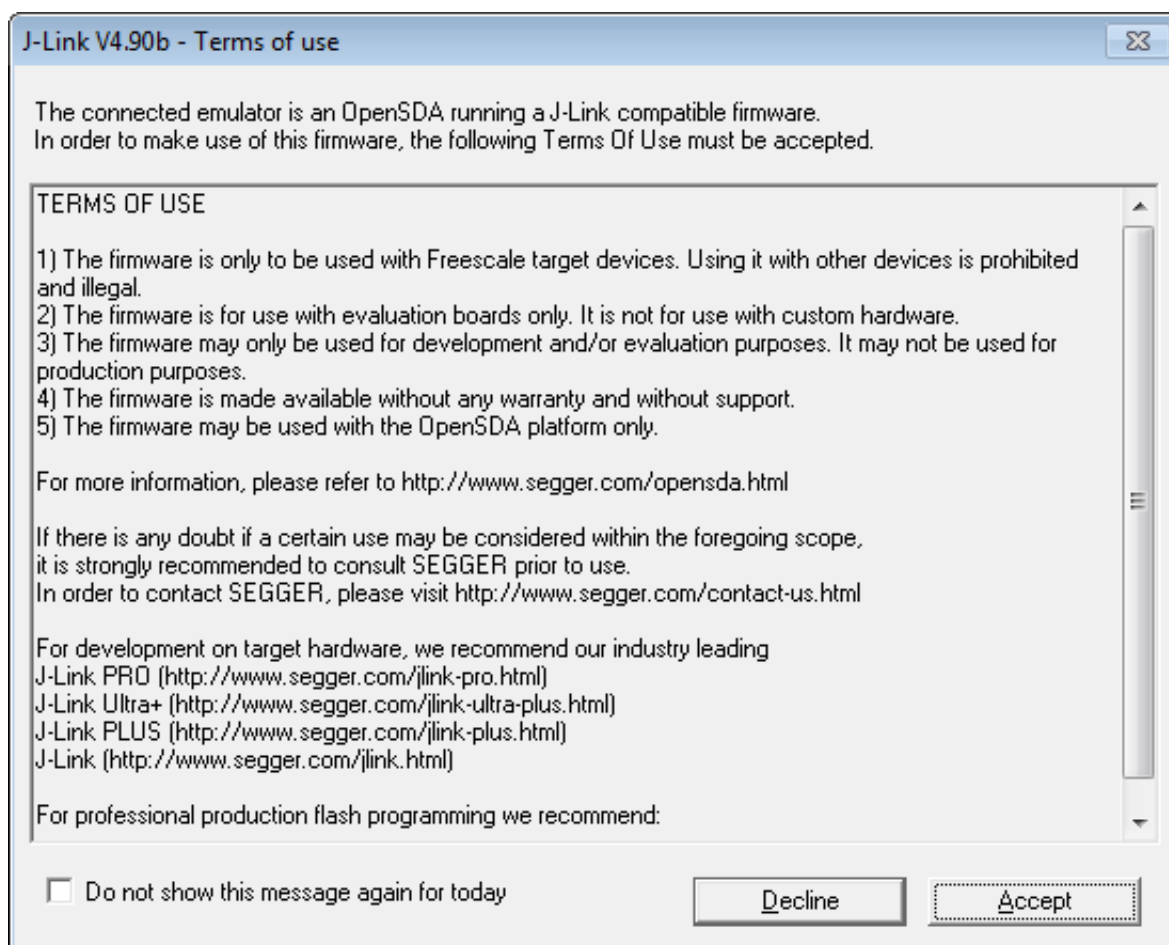 J-Link V4.90b - Terms of use
The connected emulator is an OpenSDA running a J-Link compatible firmware.
In order to make use of this firmware, the following Terms Of Use must be accepted.
TERMS OF USE
1) The firmware is only to be used with Freescale target devices. Using it with other devices is prohibited
and illegal.
2) The firmware is for use with evaluation boards only. It is not for use with custom hardware.
3) The firmware may only be used for development and/or evaluation purposes. It may not be used for
production purposes.
4) The firmware is made available without any warranty and without support.
5) The firmware may be used with the OpenSDA platform only.
For more information, please refer to http://www.segger.com/opensda.html
If there is any doubt if a certain use may be considered within the foregoing scope,
it is strongly recommended to consult SEGGER prior to use.
In order to contact SEGGER, please visit http://www.segger.com/contact-us.html
For development on target hardware, we recommend our industry leading
J-Link PRO (http://www.segger.com/jlink-pro.html)
J-Link Ultra+ (http://www.segger.com/jlink-ultra-plus.html)
J-Link PLUS (http://www.segger.com/jlink-plus.html)
J-Link (http://www.segger.com/jlink.html)
For professional production flash programming we recommend:
Do not show this message again for today
Decline
Accept